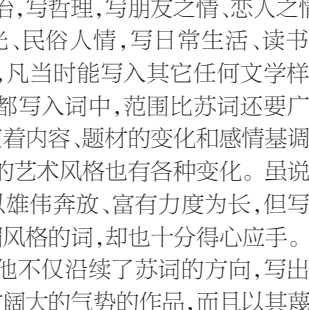 治,写哲理,写朋友之情、恋人之情
光、民俗人情,写日常生活、读书
,凡当时能写入其它任何文学样
都写入词中,范围比苏词还要广
着内容、题材的变化和感情基调
的艺术风格也有各种变化。虽说
以雄伟奔放、富有力度为长,但写
风格的词,却也十分得心应手。
他不仅沿续了苏词的方向,写出
阔大的气势的作品,而且以其蔑